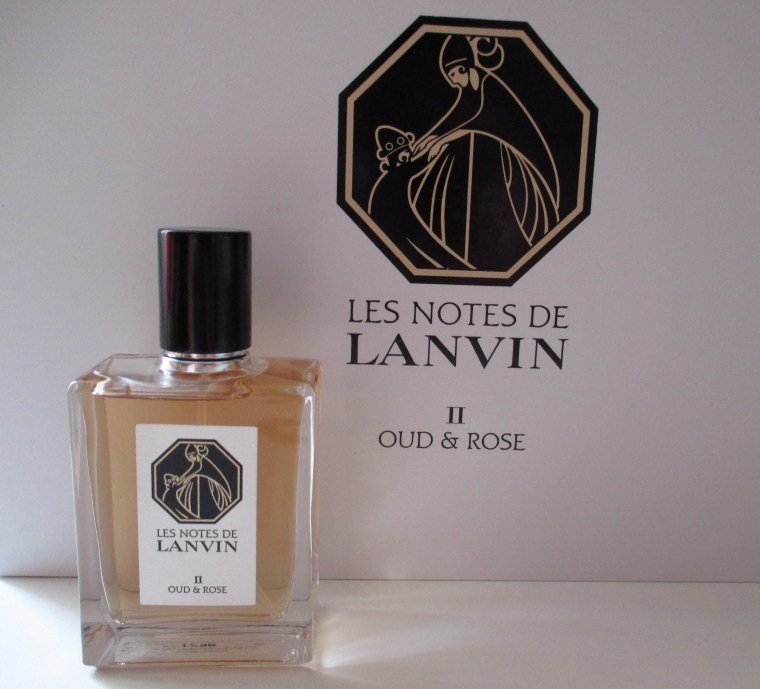 LES NOTES DE
LANVIN
II
OUD & ROSE
LES NOTES DE
LANVIN
II
OUD & ROSE